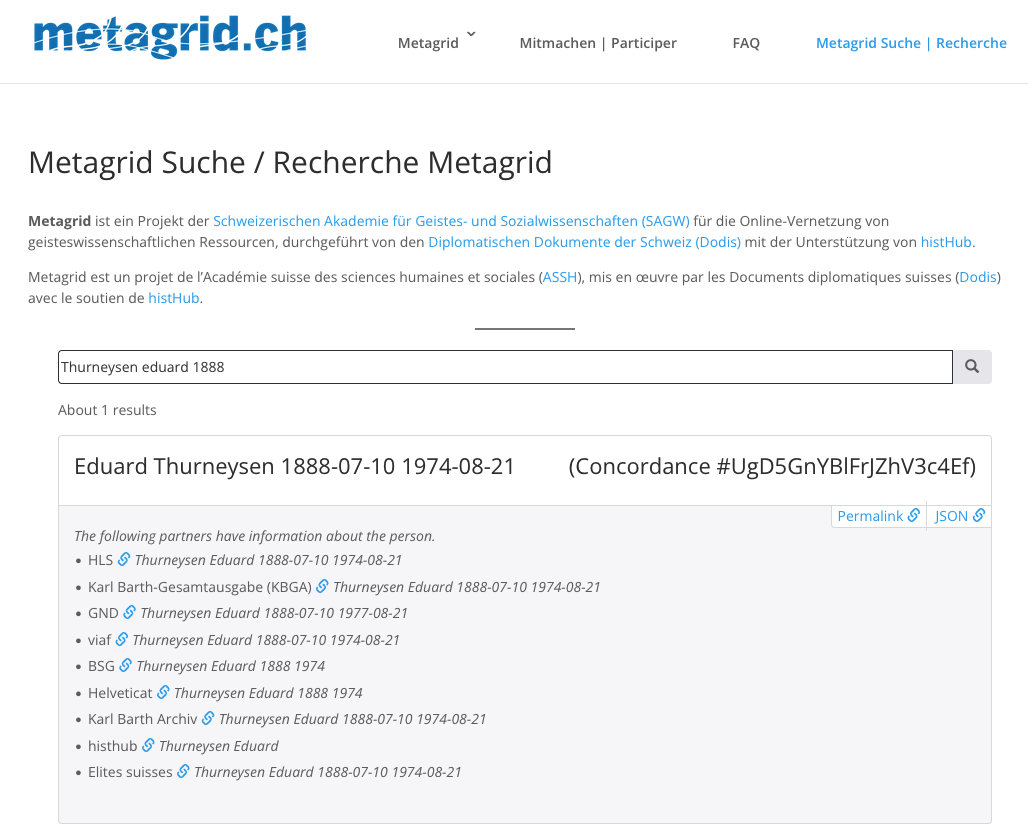 metagrid.ch
Metagrid
Mitmachen | Participer
FAQ
Metagrid Suche | Recherche
Metagrid Suche / Recherche Metagrid
Metagrid ist ein Projekt der Schweizerischen Akademie für Geistes- und Sozialwissenschaften (SAGW) für die Online-Vernetzung von
geisteswissenschaftlichen Ressourcen, durchgeführt von den Diplomatischen Dokumente der Schweiz (Dodis) mit der Unterstützung von histHub.
Metagrid est un projet de l’Académie suisse des sciences humaines et sociales (ASSH), mis en œuvre par les Documents diplomatiques suisses (Dodis)
avec le soutien de histHub.
Thurneysen eduard 1888
About 1 results
Eduard Thurneysen 1888-07-10 1974-08-21 (Concordance #UgD5GnYBlFrJZhV3c4Ef)
Permalink JSON
The following partners have information about the person.
• HLS Thurneysen Eduard 1888-07-10 1974-08-21
• Karl Barth-Gesamtausgabe (KBGA) Thurneysen Eduard 1888-07-10 1974-08-21
• GND Thurneysen Eduard 1888-07-10 1977-08-21
• viaf Thurneysen Eduard 1888-07-10 1974-08-21
• BSG Thurneysen Eduard 1888 1974
• Helveticat Thurneysen Eduard 1888 1974
• Karl Barth Archiv Thurneysen Eduard 1888-07-10 1974-08-21
• histhub Thurneysen Eduard
• Elites suisses Thurneysen Eduard 1888-07-10 1974-08-21